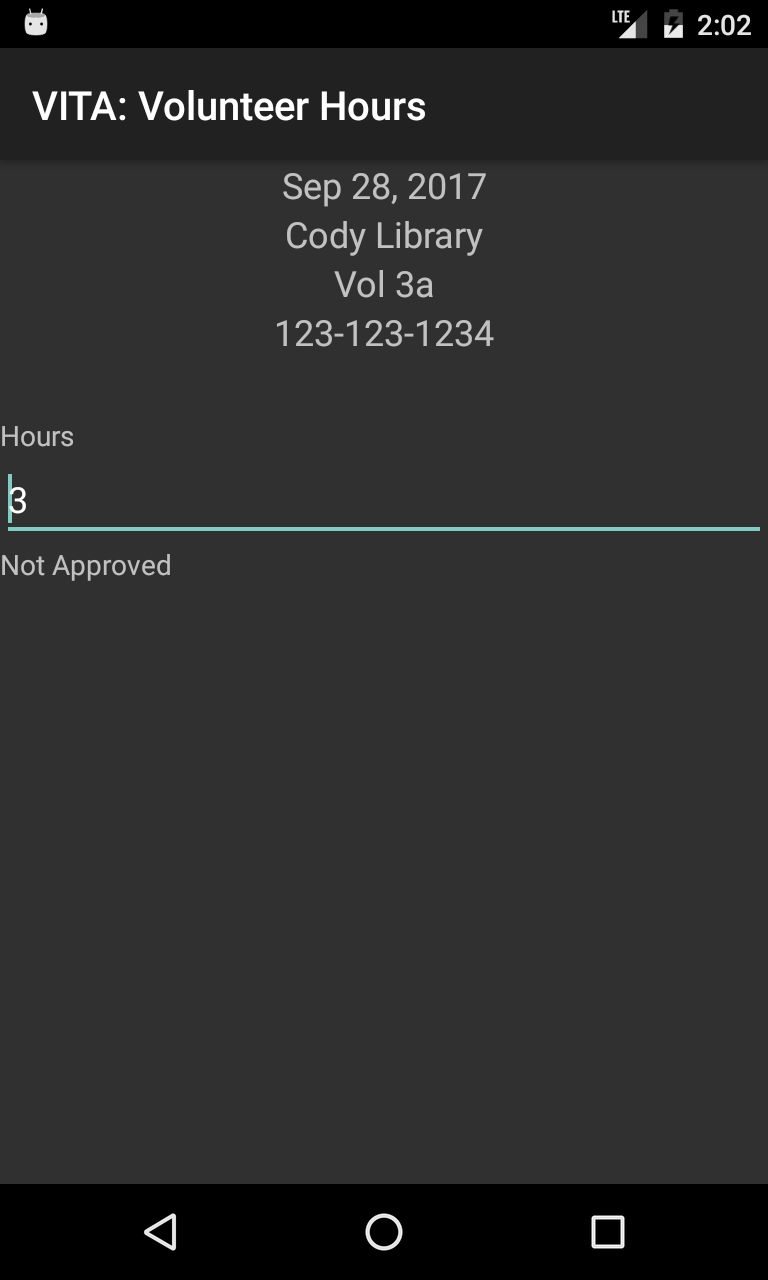 LTE 2:02
VITA: Volunteer Hours
Sep 28, 2017
Cody Library
Vol 3a
123-123-1234
Hours
3
Not Approved